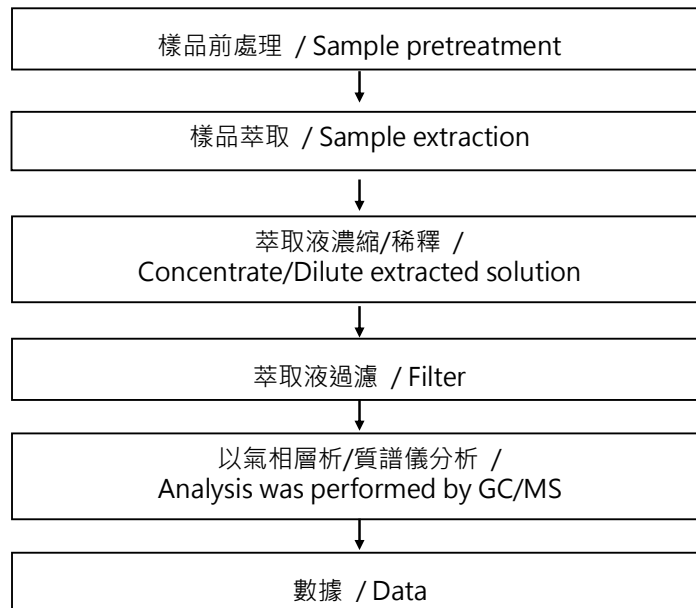 樣品前處理 / Sample pretreatment
樣品萃取 / Sample extraction
萃取液濃縮/稀釋 /
Concentrate/Dilute extracted solution
萃取液過濾 / Filter
以氣相層析/質譜儀分析 /
Analysis was performed by GC/MS
數據 / Data